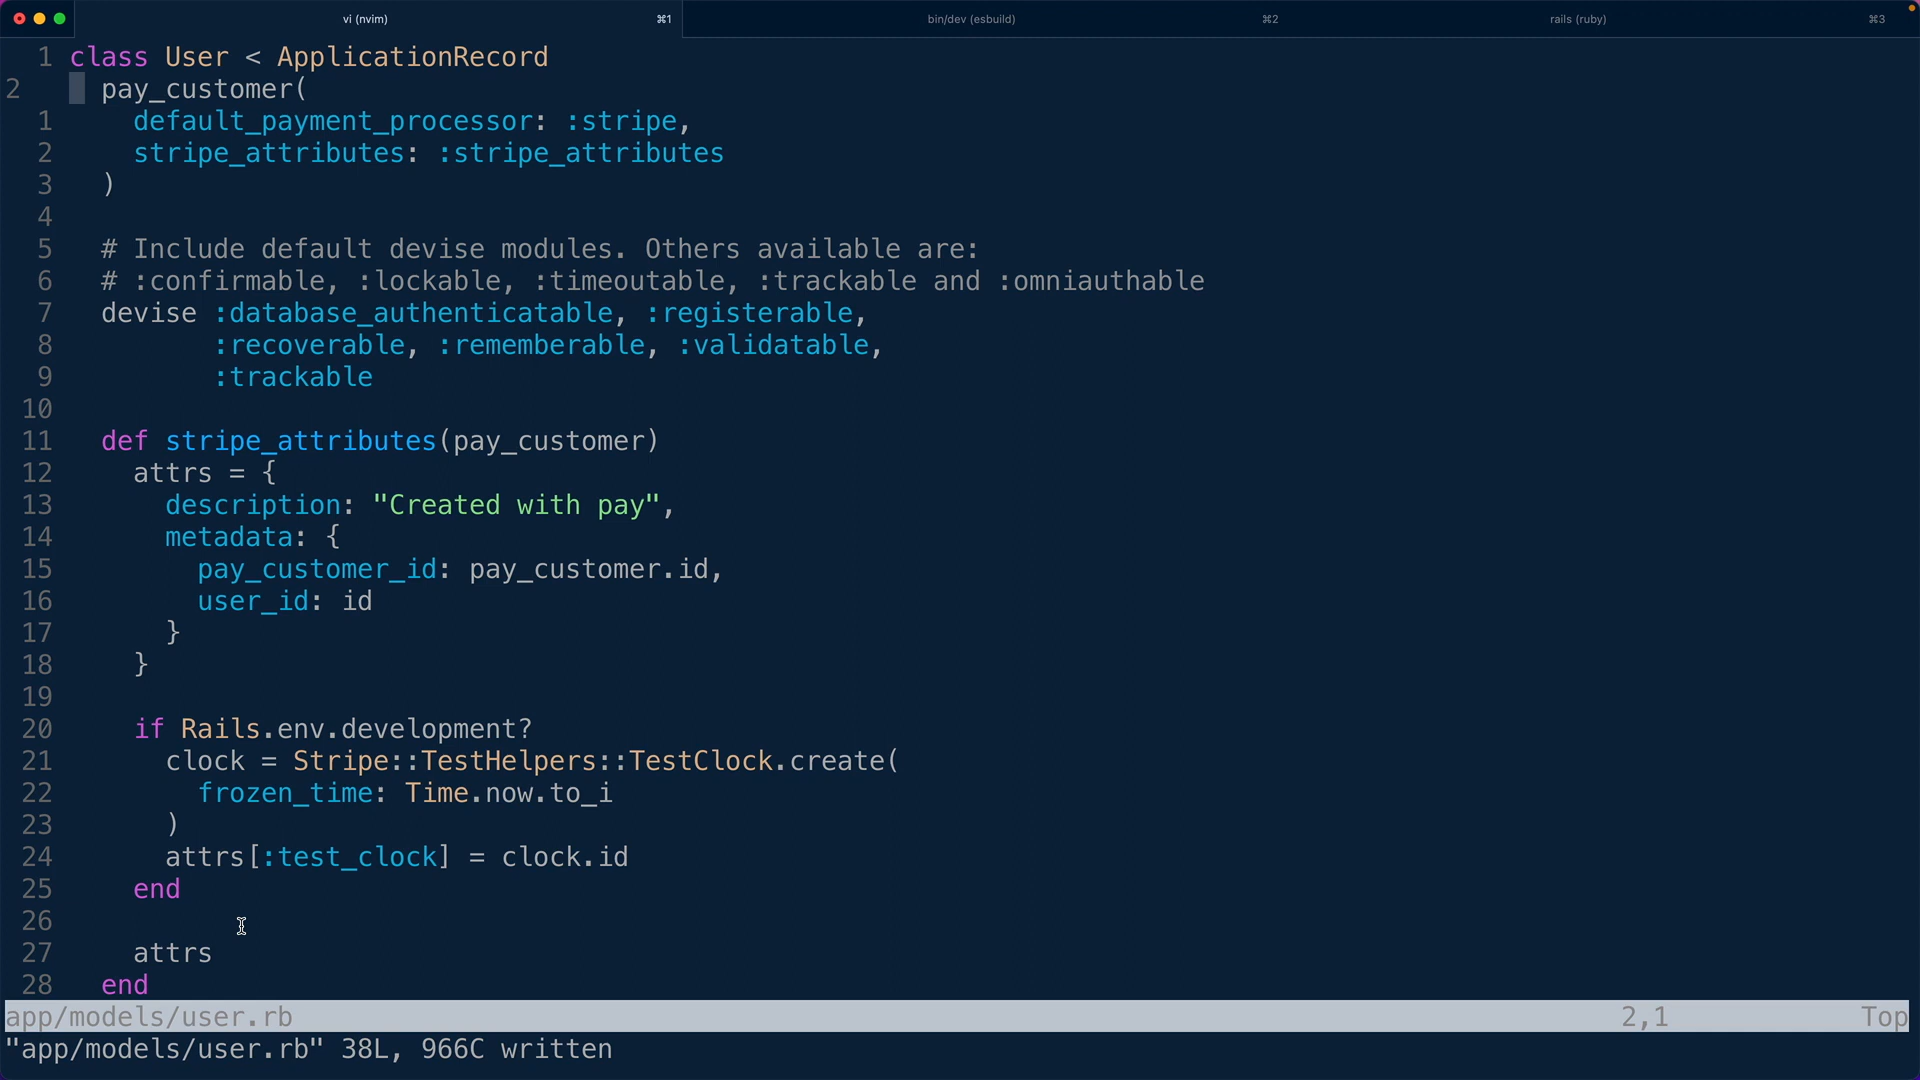 vi (nvim) ⌘1 bin/dev (esbuild) ⌘2 rails (ruby) ⌘3
1 class User < ApplicationRecord
2   pay_customer(
1     default_payment_processor: :stripe,
2     stripe_attributes: :stripe_attributes
3   )
4
5   # Include default devise modules. Others available are:
6   # :confirmable, :lockable, :timeoutable, :trackable and :omniauthable
7   devise :database_authenticatable, :registerable,
8          :recoverable, :rememberable, :validatable,
9          :trackable
10
11   def stripe_attributes(pay_customer)
12     attrs = {
13       description: "Created with pay",
14       metadata: {
15         pay_customer_id: pay_customer.id,
16         user_id: id
17       }
18     }
19
20     if Rails.env.development?
21       clock = Stripe::TestHelpers::TestClock.create(
22         frozen_time: Time.now.to_i
23       )
24       attrs[:test_clock] = clock.id
25     end
26
27     attrs
28   end
app/models/user.rb 2,1 Top
"app/models/user.rb" 38L, 966C written